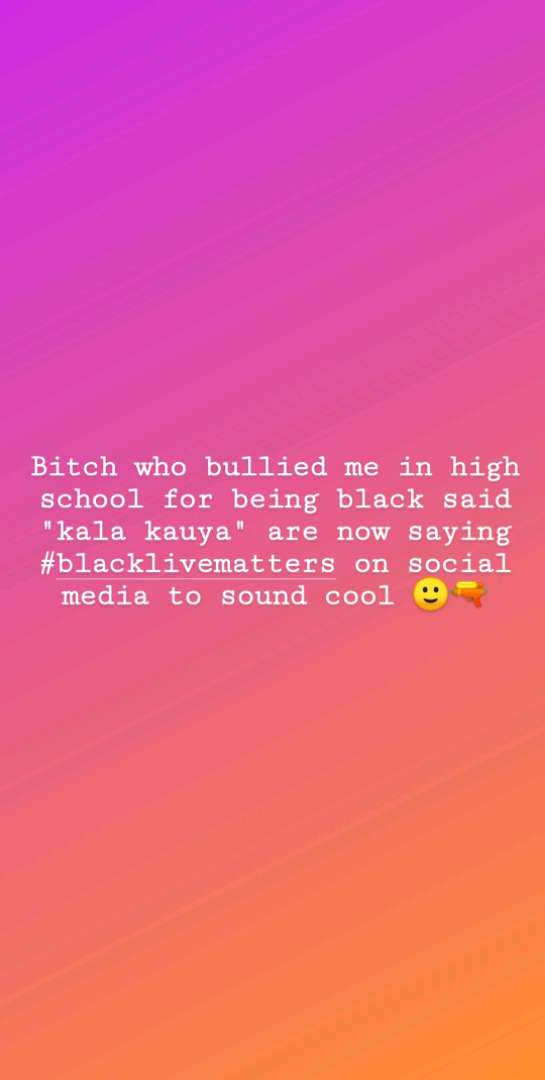 Bitch who bullied me in high
school for being black said
"kala kauya" are now saying
#blacklivematters on social
media to sound cool 🙂🔫